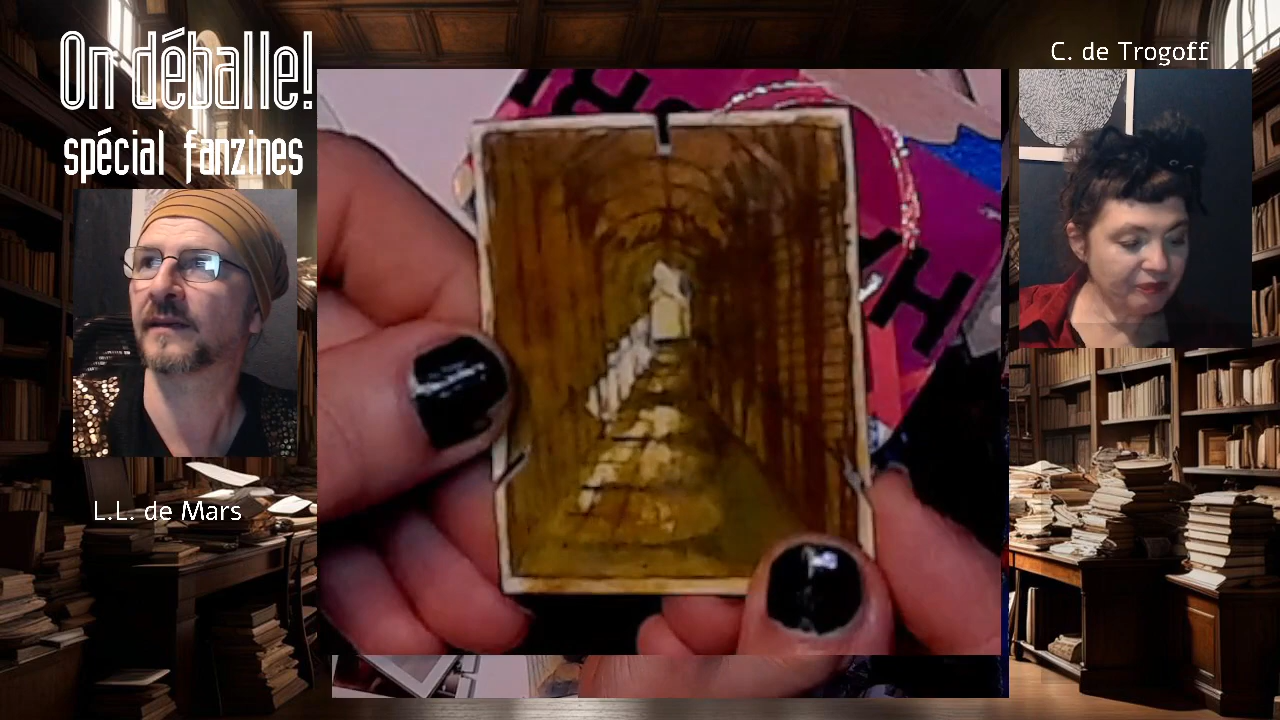 On déballe!
spécial fanzines
C. de Trogoff
L.L. de Mars